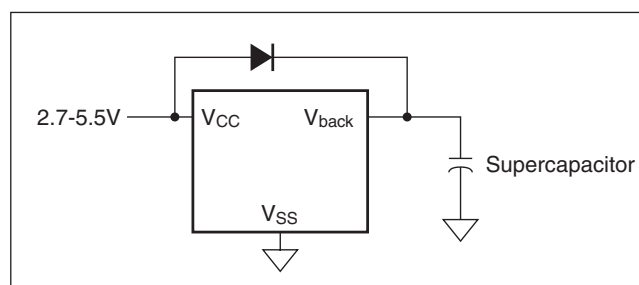 2.7-5.5V
VCC
Vback
Supercapacitor
VSS